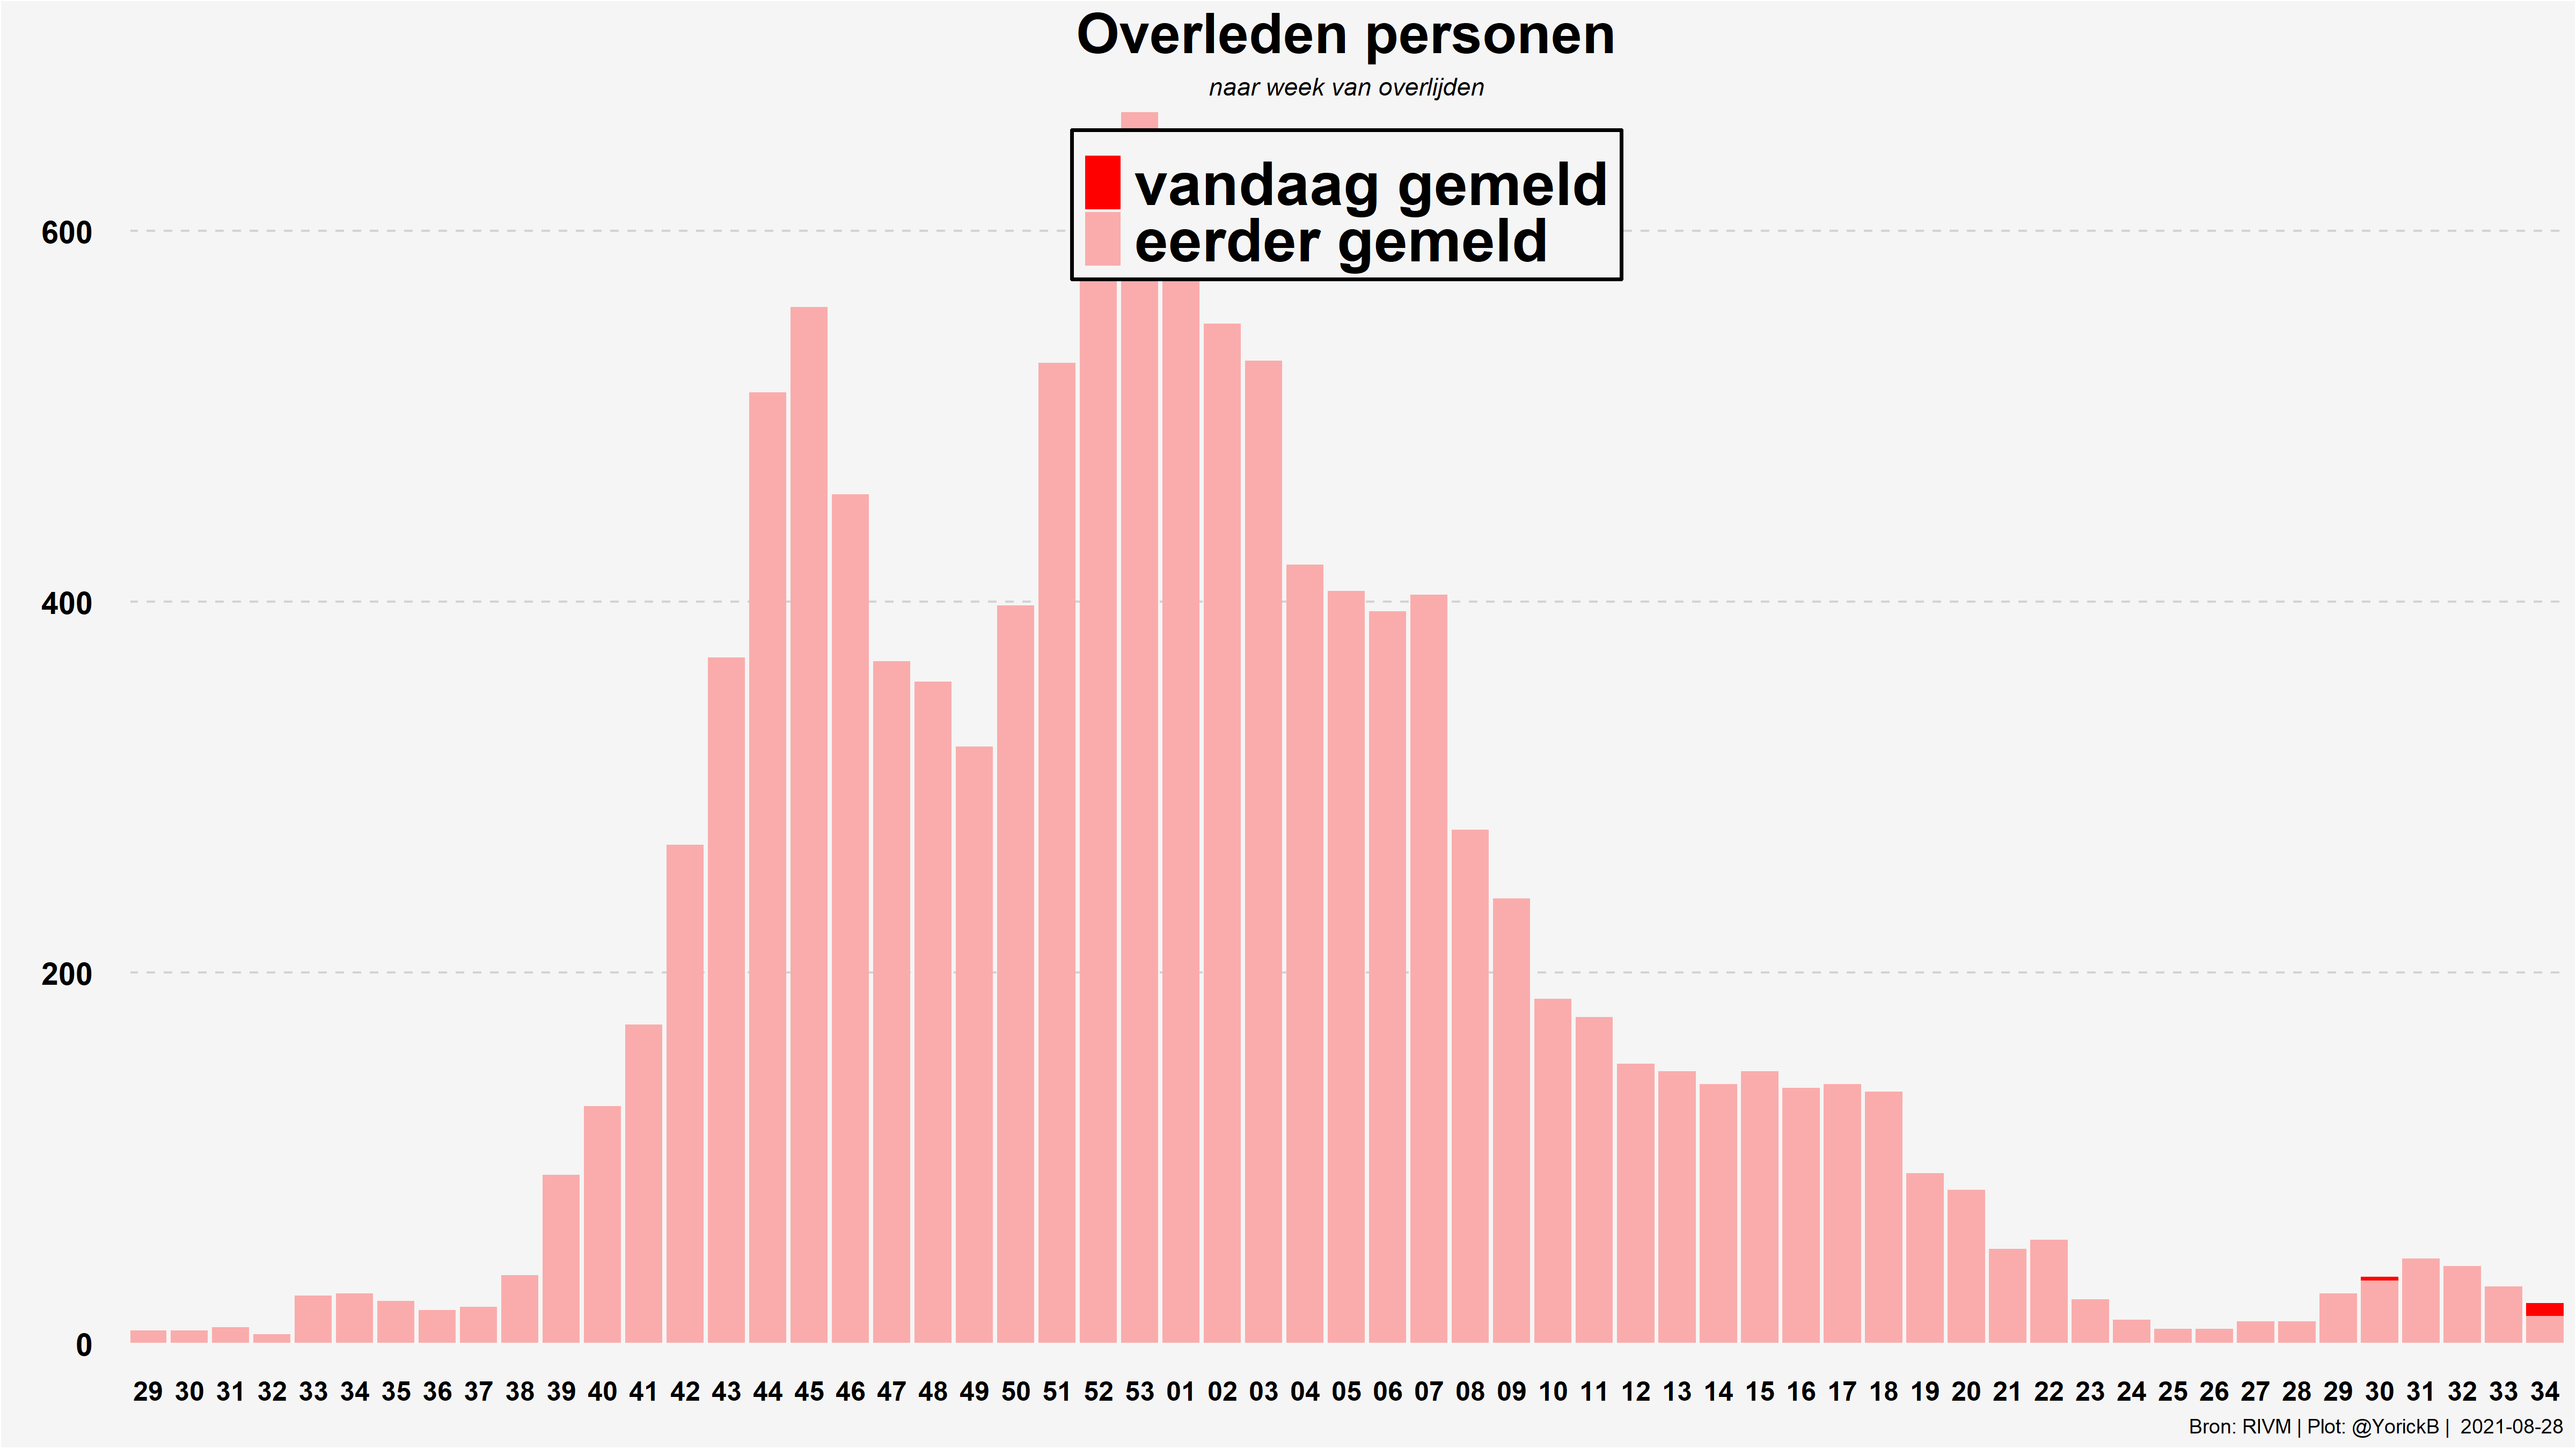 Overleden personen
naar week van overlijden
vandaag gemeld
eerder gemeld
600
400
200
0
29 30 31 32 33 34 35 36 37 38 39 40 41 42 43 44 45 46 47 48 49 50 51 52 53 01 02 03 04 05 06 07 08 09 10 11 12 13 14 15 16 17 18 19 20 21 22 23 24 25 26 27 28 29 30 31 32 33 34
Bron: RIVM | Plot: @YorickB | 2021-08-28